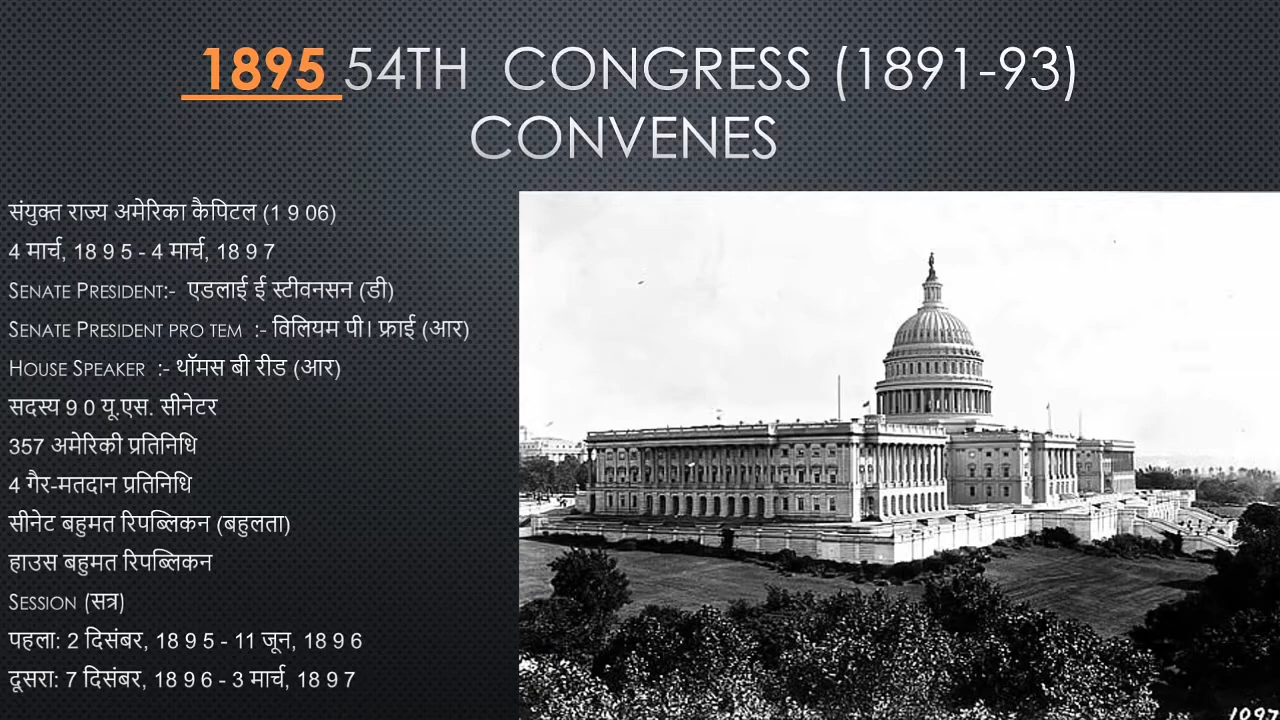 1895 54TH CONGRESS (1891-93)
CONVENES
संयुक्त राज्य अमेरिका कैपिटल (1 9 06)
4 मार्च, 18 9 5 - 4 मार्च, 18 9 7
SENATE PRESIDENT:- एडलाई ई स्टीवनसन (डी)
SENATE PRESIDENT PRO TEM :- विलियम पी। फ्राई (आर)
HOUSE SPEAKER :- थॉमस बी रीड (आर)
सदस्य 9 0 यू.एस. सीनेटर
357 अमेरिकी प्रतिनिधि
4 गैर-मतदान प्रतिनिधि
सीनेट बहुमत रिपब्लिकन (बहुलता)
हाउस बहुमत रिपब्लिकन
SESSION (सत्र)
पहला: 2 दिसंबर, 18 9 5 - 11 जून, 18 9 6
दूसरा: 7 दिसंबर, 18 9 6 - 3 मार्च, 18 9 7